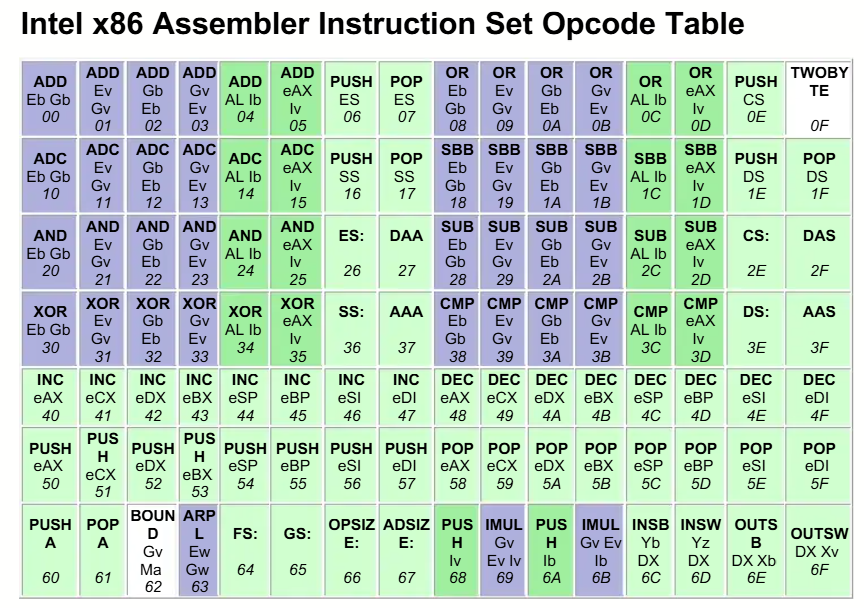 Intel x86 Assembler Instruction Set Opcode Table
ADD Eb Gb 00
ADD Ev Gv 01
ADD Gb Eb 02
ADD Gv Ev 03
ADD AL Ib 04
ADD eAX Iv 05
PUSH ES 06
POP ES 07
OR Eb Gb 08
OR Ev Gv 09
OR Gb Eb 0A
OR Gv Ev 0B
OR AL Ib 0C
OR eAX Iv 0D
PUSH CS 0E
TWOBYTE 0F
ADC Eb Gb 10
ADC Ev Gv 11
ADC Gb Eb 12
ADC Gv Ev 13
ADC AL Ib 14
ADC eAX Iv 15
PUSH SS 16
POP SS 17
SBB Eb Gb 18
SBB Ev Gv 19
SBB Gb Eb 1A
SBB Gv Ev 1B
SBB AL Ib 1C
SBB eAX Iv 1D
PUSH DS 1E
POP DS 1F
AND Eb Gb 20
AND Ev Gv 21
AND Gb Eb 22
AND Gv Ev 23
AND AL Ib 24
AND eAX Iv 25
ES: 26
DAA 27
SUB Eb Gb 28
SUB Ev Gv 29
SUB Gb Eb 2A
SUB Gv Ev 2B
SUB AL Ib 2C
SUB eAX Iv 2D
CS: 2E
DAS 2F
XOR Eb Gb 30
XOR Ev Gv 31
XOR Gb Eb 32
XOR Gv Ev 33
XOR AL Ib 34
XOR eAX Iv 35
SS: 36
AAA 37
CMP Eb Gb 38
CMP Ev Gv 39
CMP Gb Eb 3A
CMP Gv Ev 3B
CMP AL Ib 3C
CMP eAX Iv 3D
DS: 3E
AAS 3F
INC eAX 40
INC eCX 41
INC eDX 42
INC eBX 43
INC eSP 44
INC eBP 45
INC eSI 46
INC eDI 47
DEC eAX 48
DEC eCX 49
DEC eDX 4A
DEC eBX 4B
DEC eSP 4C
DEC eBP 4D
DEC eSI 4E
DEC eDI 4F
PUSH eAX 50
PUSH eCX 51
PUSH eDX 52
PUSH eBX 53
PUSH eSP 54
PUSH eBP 55
PUSH eSI 56
PUSH eDI 57
POP eAX 58
POP eCX 59
POP eDX 5A
POP eBX 5B
POP eSP 5C
POP eBP 5D
POP eSI 5E
POP eDI 5F
PUSHA 60
POPA 61
BOUND Gv Ma 62
ARPL Ew Gw 63
FS: 64
GS: 65
OPSIZE: 66
ADSIZE: 67
PUSH Iv 68
IMUL Gv Ev Iv 69
PUSH Ib 6A
IMUL Gv Ev Ib 6B
INSB Yb DX 6C
INSW Yz DX 6D
OUTSB DX Xb 6E
OUTSW DX Xv 6F